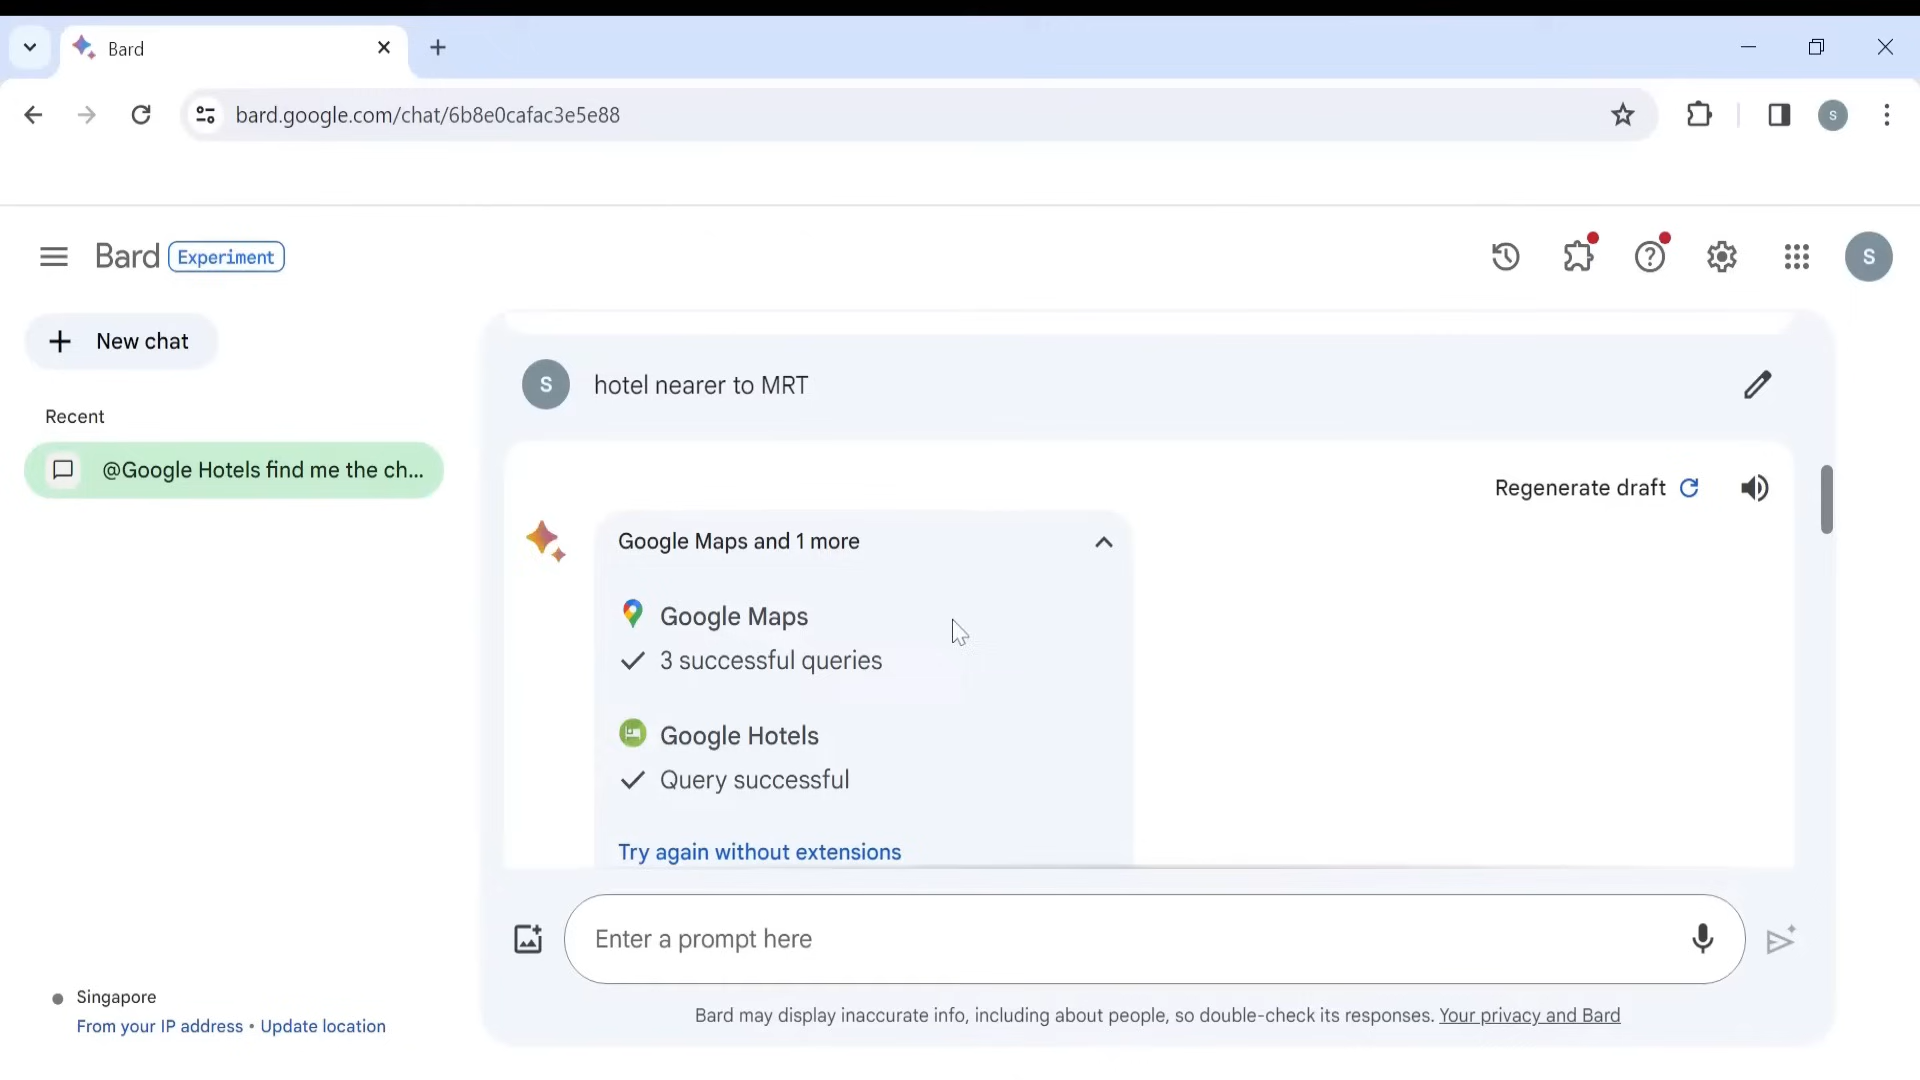 Bard
bard.google.com/chat/6b8e0cafac3e5e88
S
Bard Experiment
S
New chat
Recent
@Google Hotels find me the ch...
S hotel nearer to MRT
Regenerate draft
Google Maps and 1 more
Google Maps
3 successful queries
Google Hotels
Query successful
Try again without extensions
Enter a prompt here
Singapore
From your IP address • Update location
Bard may display inaccurate info, including about people, so double-check its responses. Your privacy and Bard